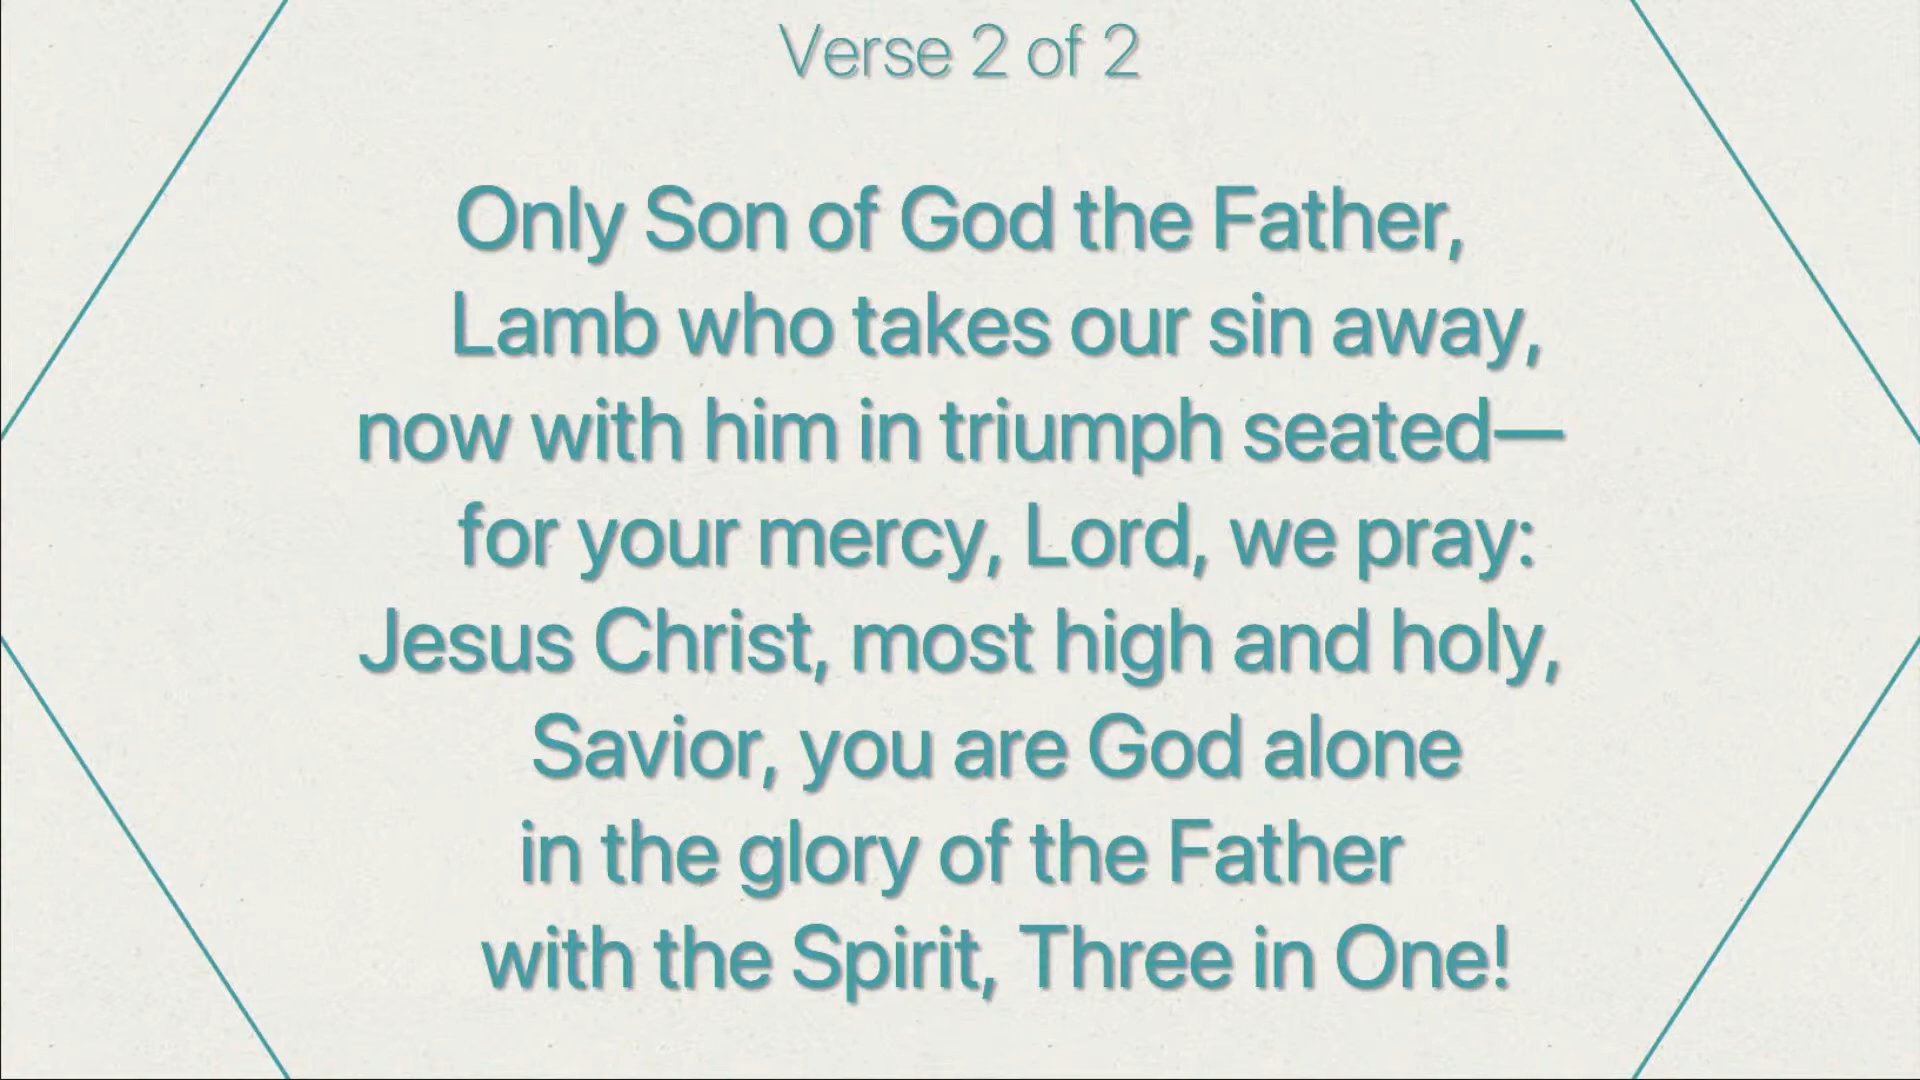 Verse 2 of 2
Only Son of God the Father,
Lamb who takes our sin away,
now with him in triumph seated—
for your mercy, Lord, we pray:
Jesus Christ, most high and holy,
Savior, you are God alone
in the glory of the Father
with the Spirit, Three in One!